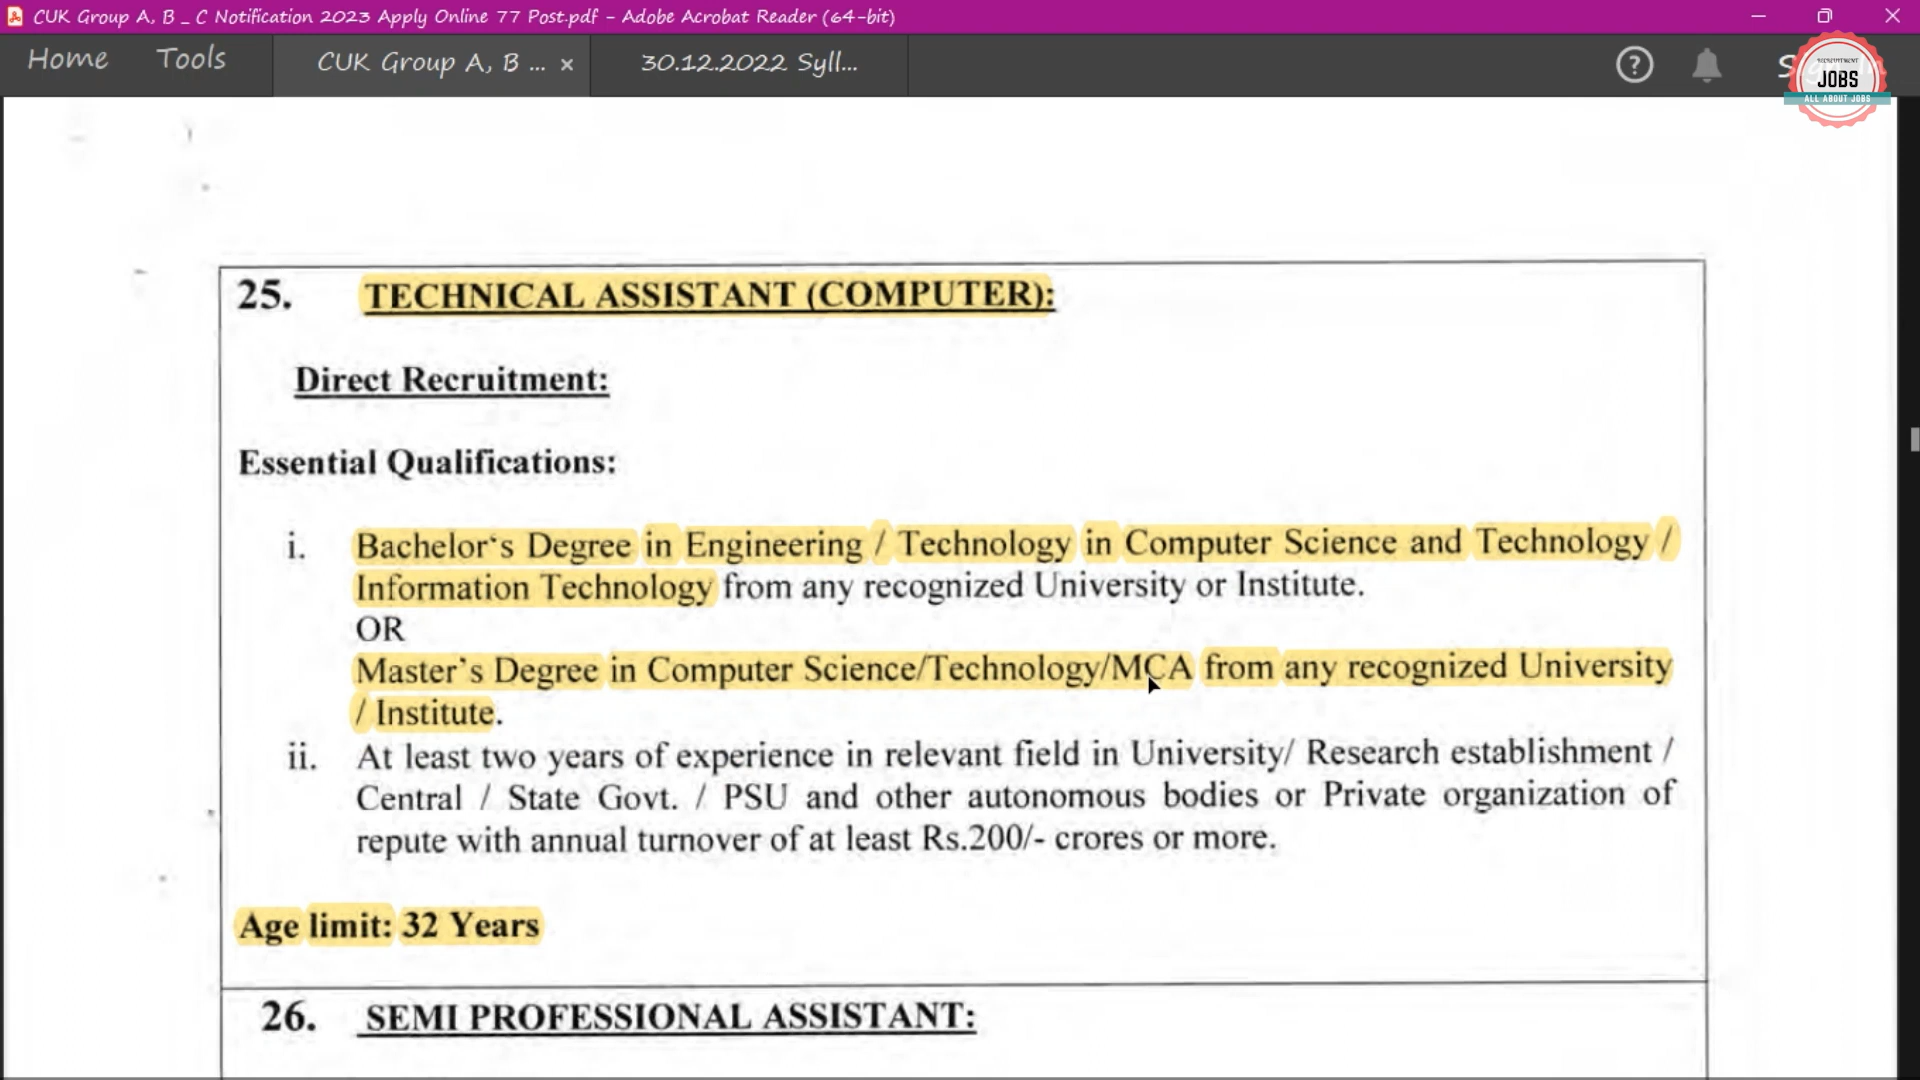 CUK Group A, B _ C Notification 2023 Apply Online 77 Post.pdf - Adobe Acrobat Reader (64-bit)
Home Tools CUK Group A, B ... × 30.12.2022 Syll...
RECRUITMENT
JOBS
ALL ABOUT JOBS
25. TECHNICAL ASSISTANT (COMPUTER):
Direct Recruitment:
Essential Qualifications:
i. Bachelor‘s Degree in Engineering / Technology in Computer Science and Technology /
Information Technology from any recognized University or Institute.
OR
Master’s Degree in Computer Science/Technology/MCA from any recognized University
/ Institute.
ii. At least two years of experience in relevant field in University/ Research establishment /
Central / State Govt. / PSU and other autonomous bodies or Private organization of
repute with annual turnover of at least Rs.200/- crores or more.
Age limit: 32 Years
26. SEMI PROFESSIONAL ASSISTANT: